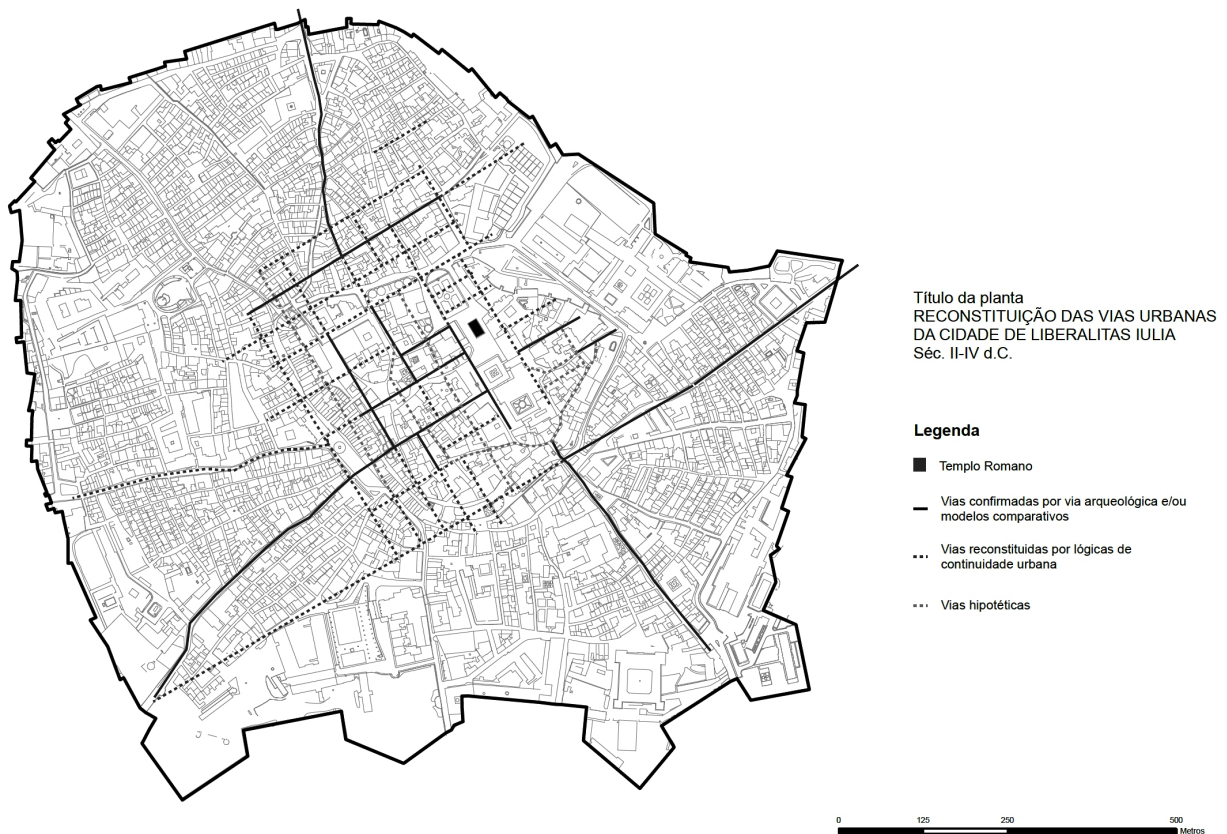 Título da planta
RECONSTITUIÇÃO DAS VIAS URBANAS
DA CIDADE DE LIBERALITAS IULIA
Séc. II-IV d.C.
Legenda
Templo Romano
Vias confirmadas por via arqueológica e/ou
modelos comparativos
Vias reconstituidas por lógicas de
continuidade urbana
Vias hipotéticas
0 125 250 500
Metros